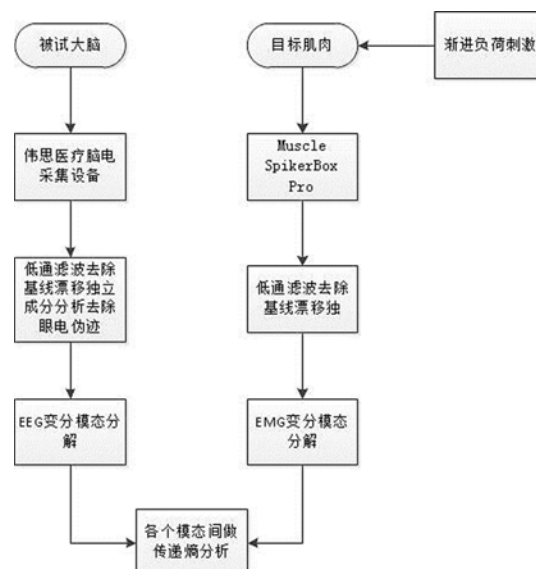 被试大脑
目标肌肉
渐进负荷刺激
伟思医疗脑电
采集设备
Muscle
SpikerBox
Pro
低通滤波去除
基线漂移独立
成分分析去除
眼电伪迹
低通滤波去除
基线漂移独
EEG变分模态分
解
EMG变分模态
分解
各个模态间做
传递熵分析